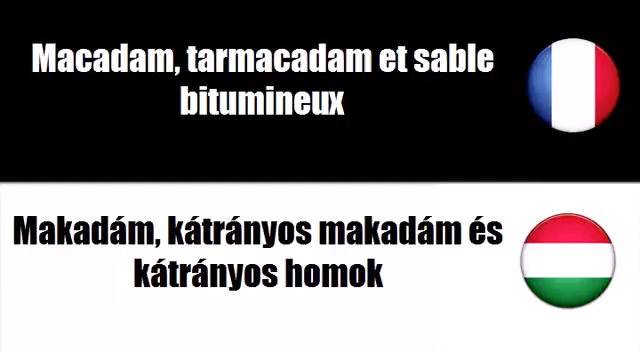 Macadam, tarmacadam et sable
bitumineux
Makadám, kátrányos makadám és
kátrányos homok